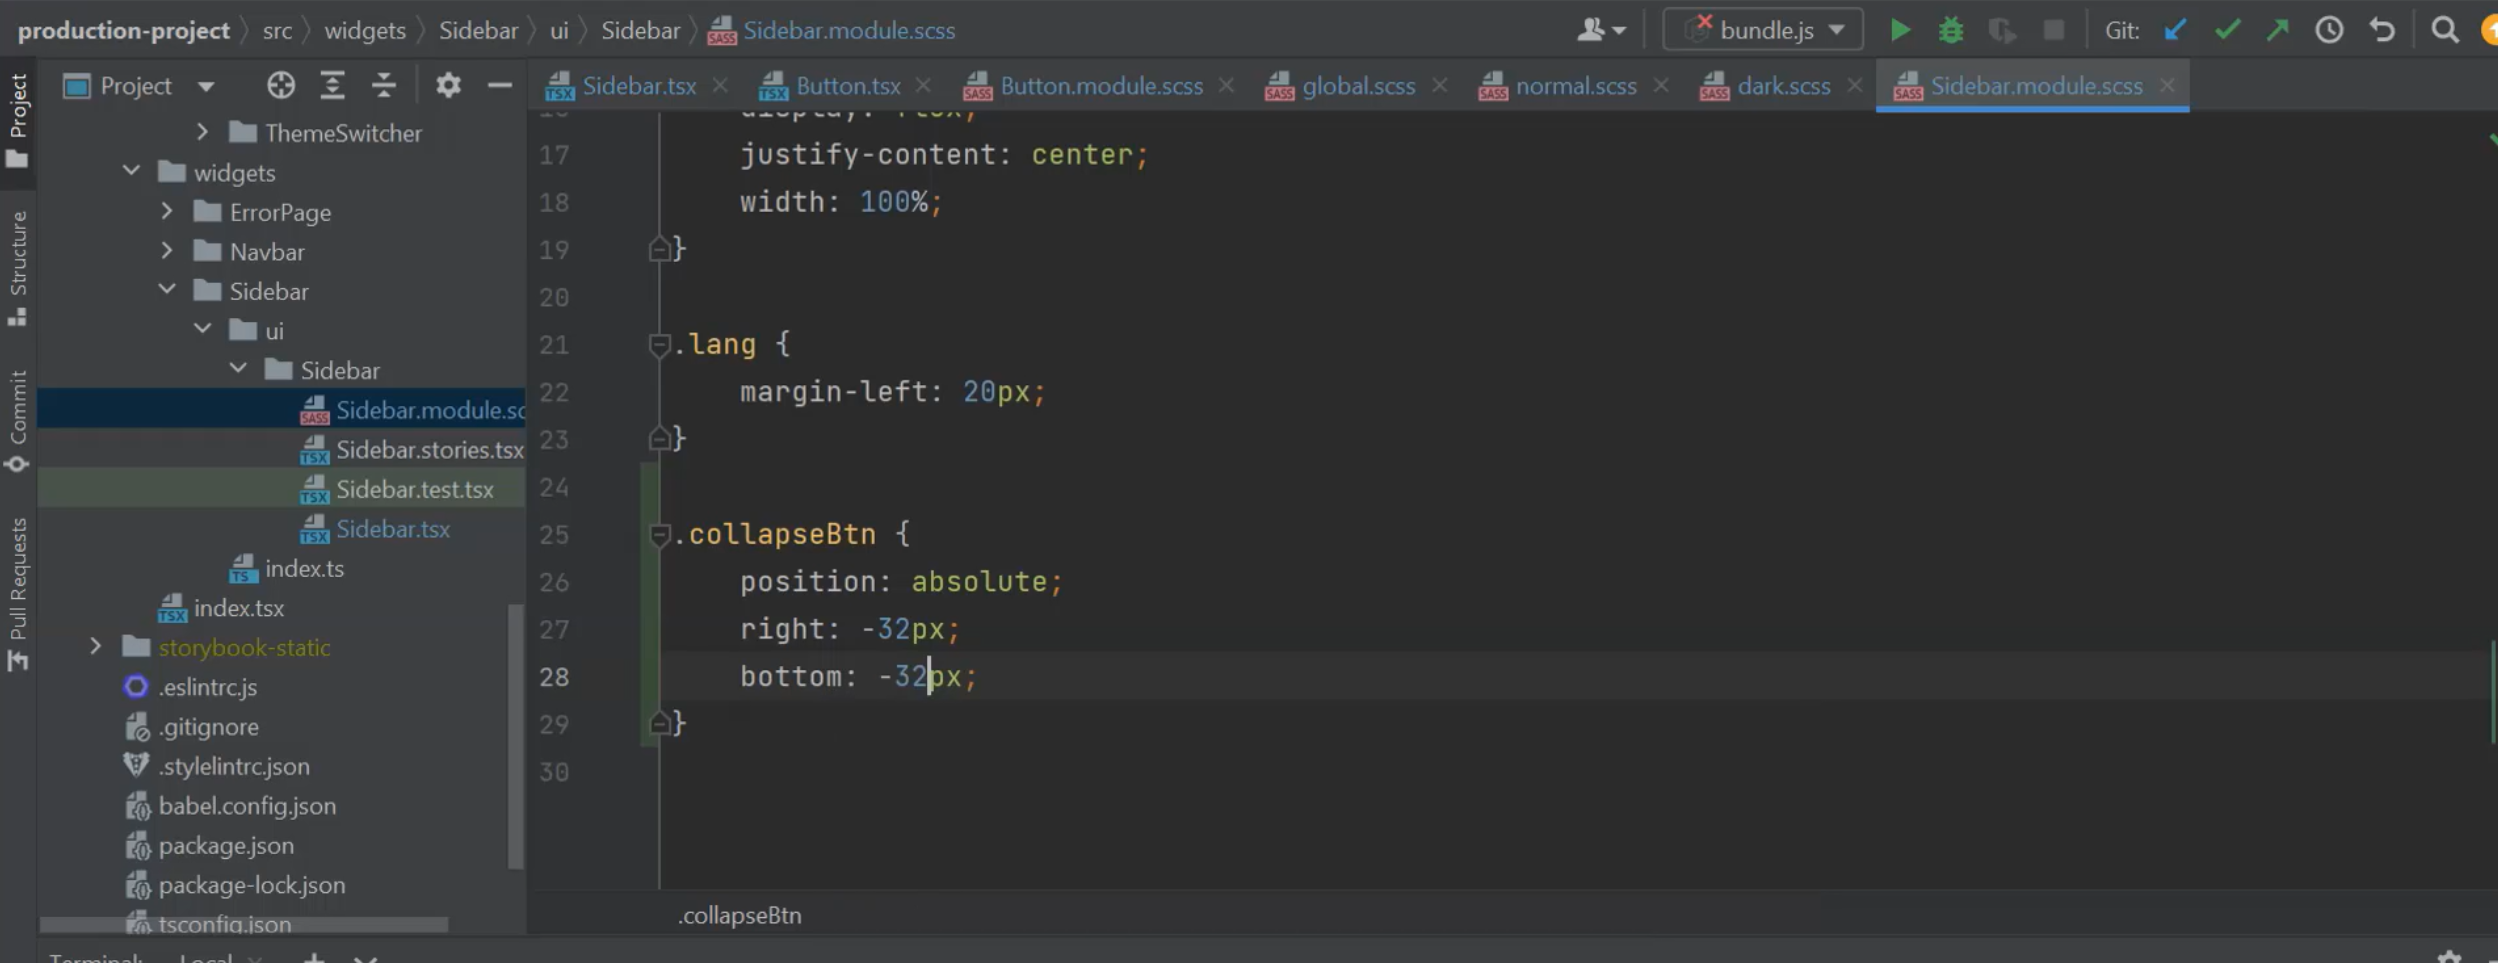 production-project src widgets Sidebar ui Sidebar Sidebar.module.scss bundle.js Git:
Project
Sidebar.tsx Button.tsx Button.module.scss global.scss normal.scss dark.scss Sidebar.module.scss
Project
Structure
Commit
Pull Requests
ThemeSwitcher
widgets
ErrorPage
Navbar
Sidebar
ui
Sidebar
Sidebar.module.sc
Sidebar.stories.tsx
Sidebar.test.tsx
Sidebar.tsx
index.ts
index.tsx
storybook-static
.eslintrc.js
.gitignore
.stylelintrc.json
babel.config.json
package.json
package-lock.json
tsconfig.json
16 display: flex;
17 justify-content: center;
18 width: 100%;
19 }
20
21 .lang {
22 margin-left: 20px;
23 }
24
25 .collapseBtn {
26 position: absolute;
27 right: -32px;
28 bottom: -32px;
29 }
30
.collapseBtn
Terminal: Local